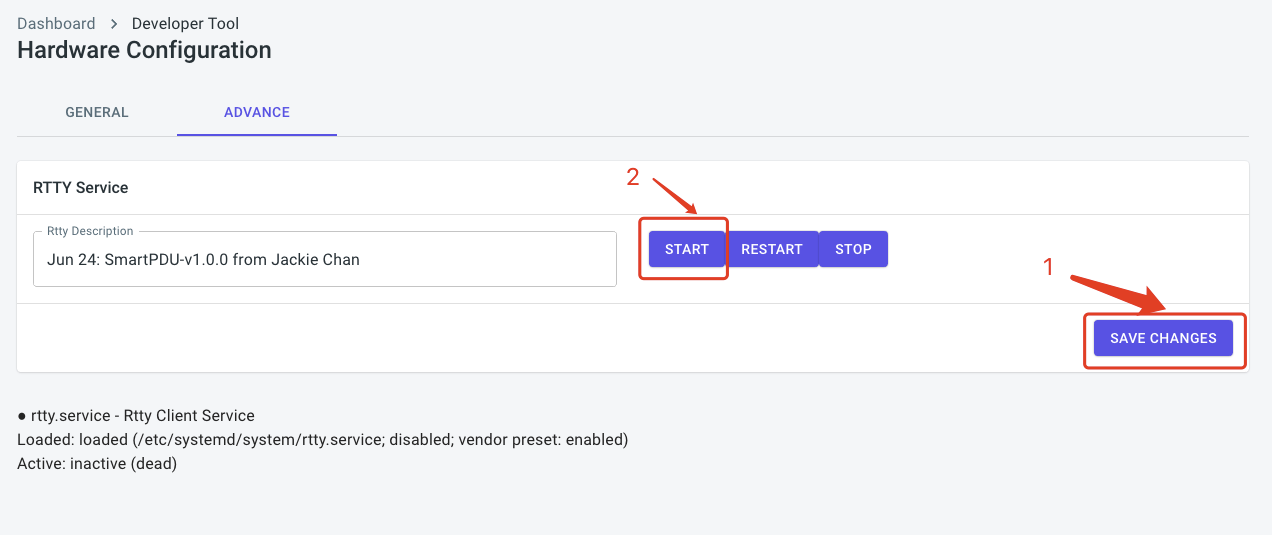 Dashboard > Developer Tool
Hardware Configuration
GENERAL ADVANCE
RTTY Service
2
Rtty Description
Jun 24: SmartPDU-v1.0.0 from Jackie Chan
START RESTART STOP
1
SAVE CHANGES
● rtty.service - Rtty Client Service
Loaded: loaded (/etc/systemd/system/rtty.service; disabled; vendor preset: enabled)
Active: inactive (dead)